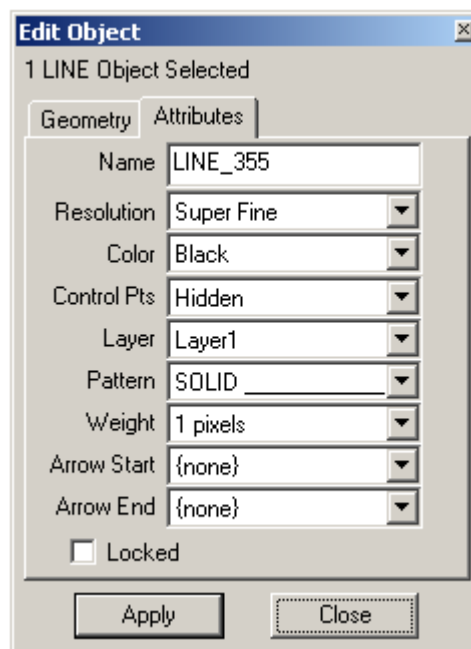 Edit Object
1 LINE Object Selected
Geometry Attributes
Name LINE_355
Resolution Super Fine
Color Black
Control Pts Hidden
Layer Layer1
Pattern SOLID ___________
Weight 1 pixels
Arrow Start {none}
Arrow End {none}
Locked
Apply Close